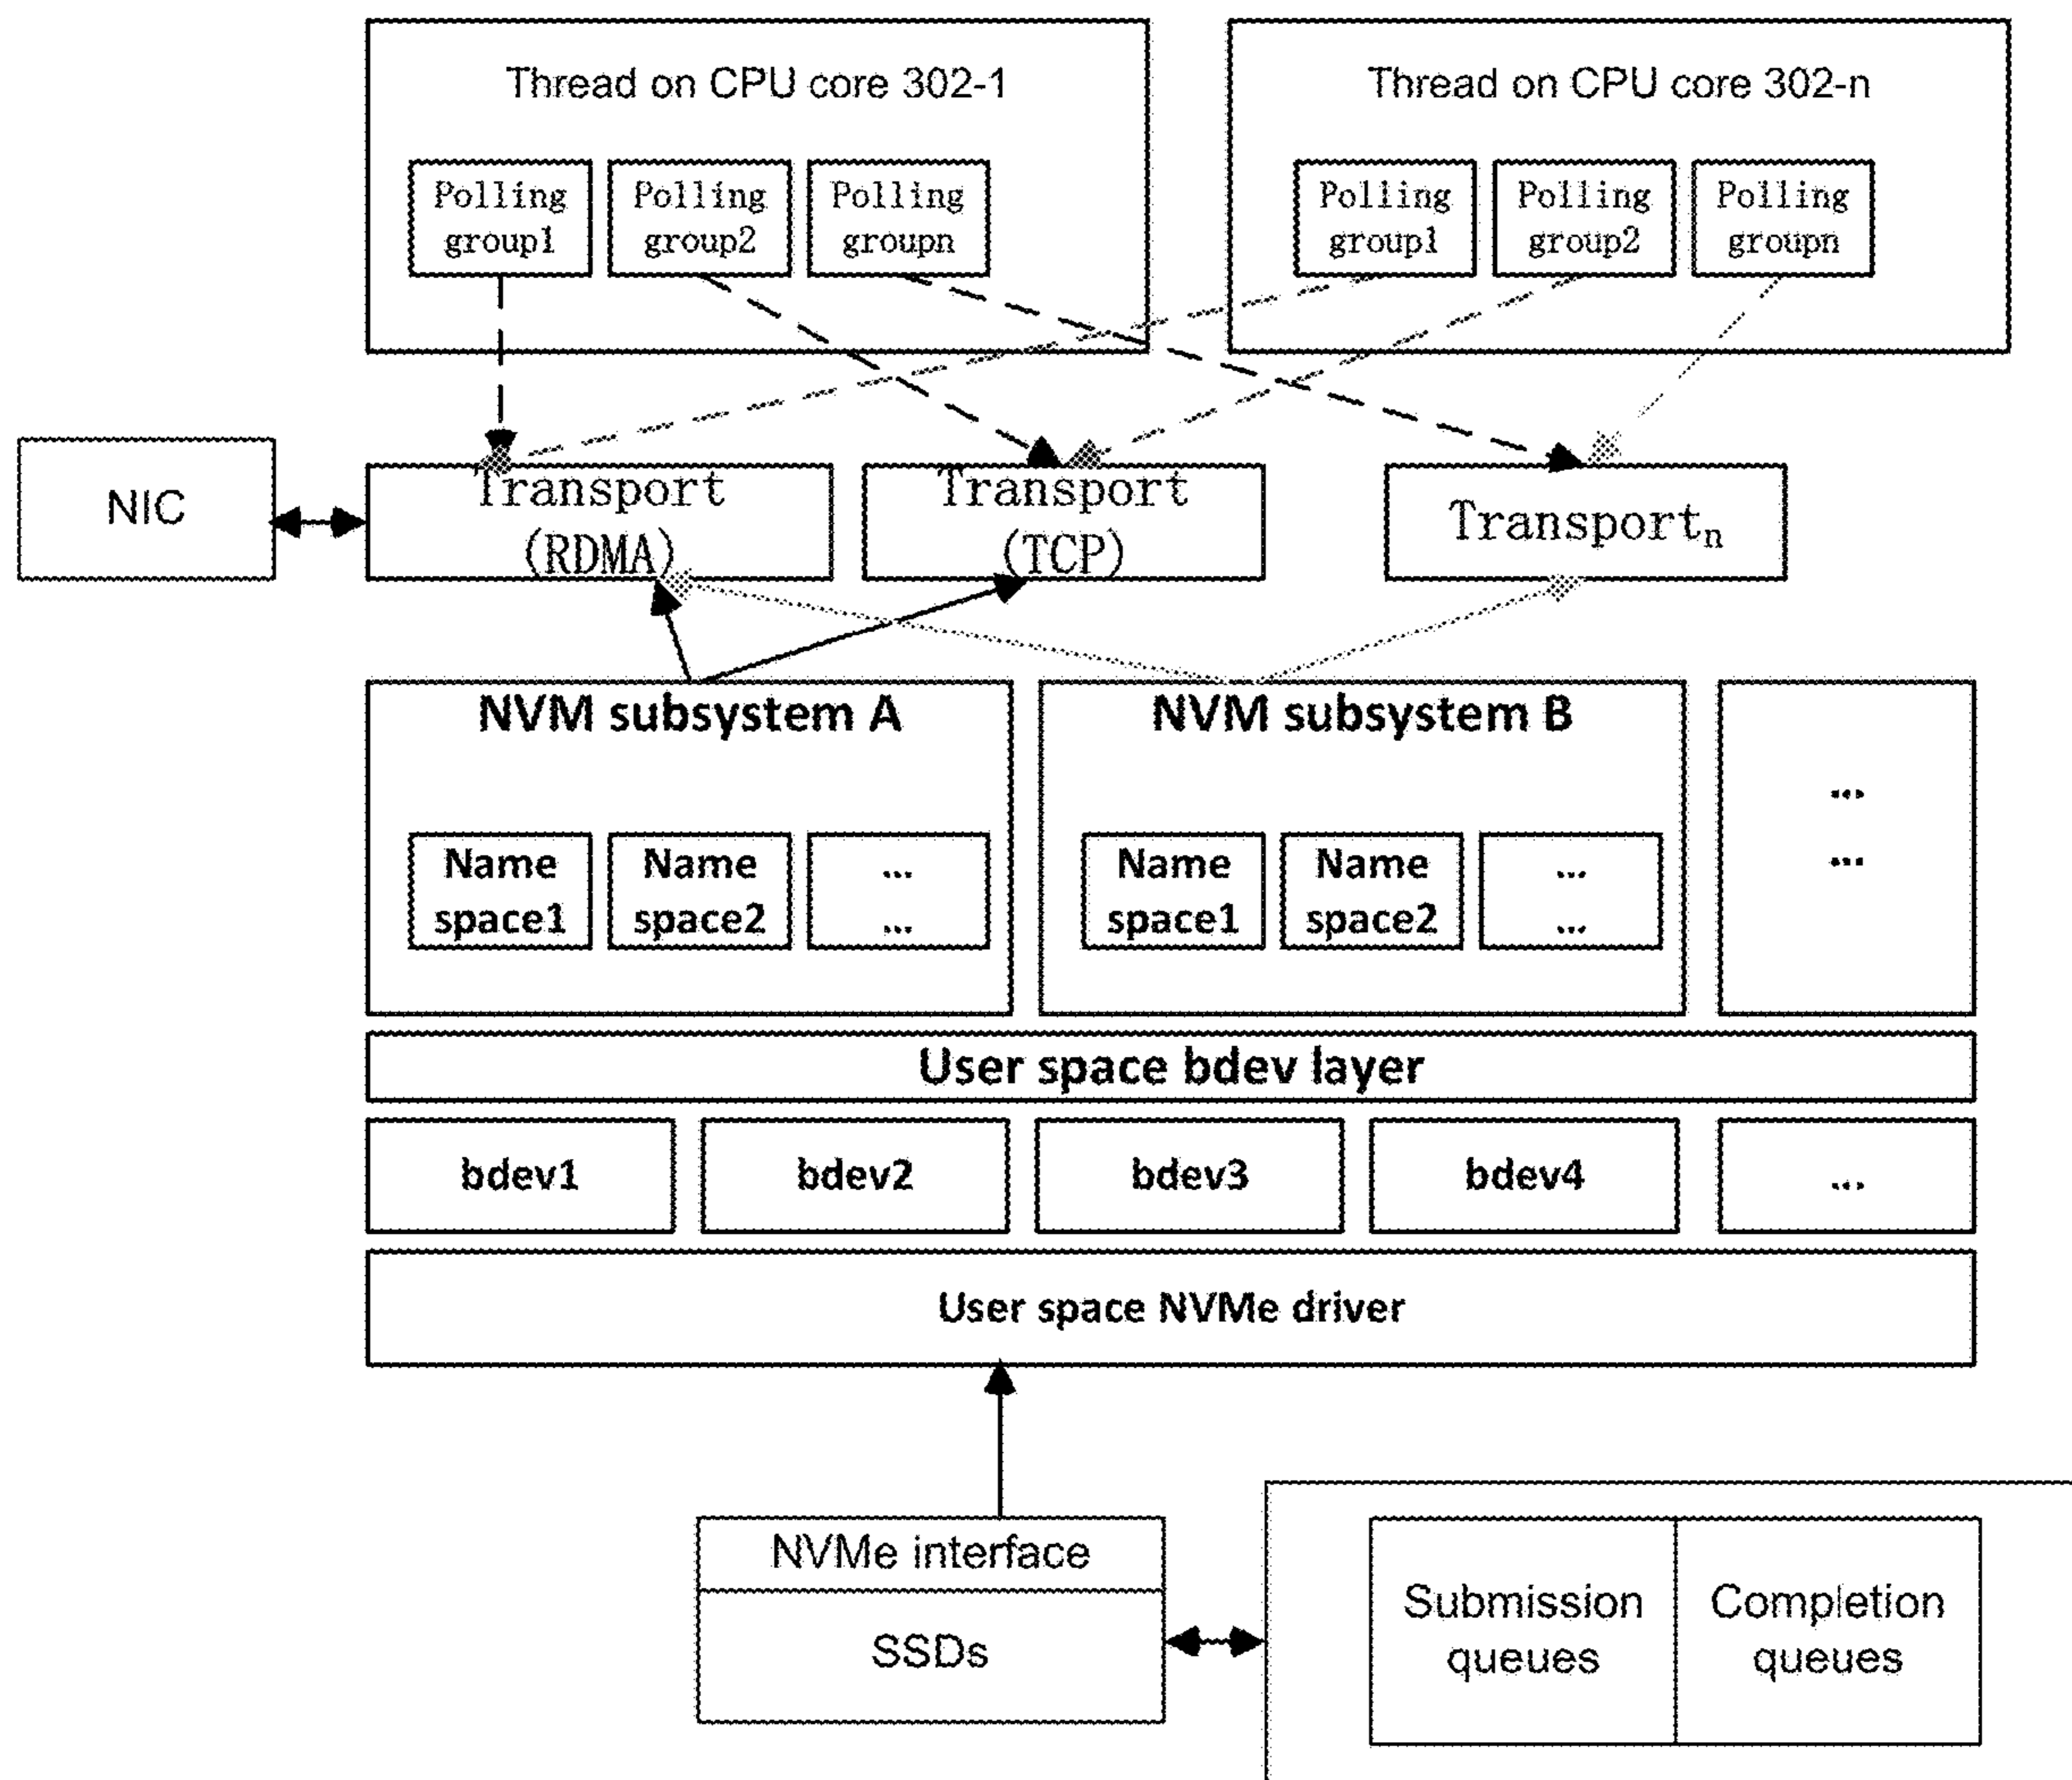 Thread on CPU core 302-1
Thread on CPU core 302-n
Polling
group1
Polling
group2
Polling
groupn
Polling
group1
Polling
group2
Polling
groupn
NIC
Transport
(RDMA)
Transport
(TCP)
Transportn
NVM subsystem A
NVM subsystem B
...
...
Name
space1
Name
space2
...
...
Name
space1
Name
space2
...
...
User space bdev layer
bdev1
bdev2
bdev3
bdev4
...
User space NVMe driver
NVMe interface
SSDs
Submission
queues
Completion
queues